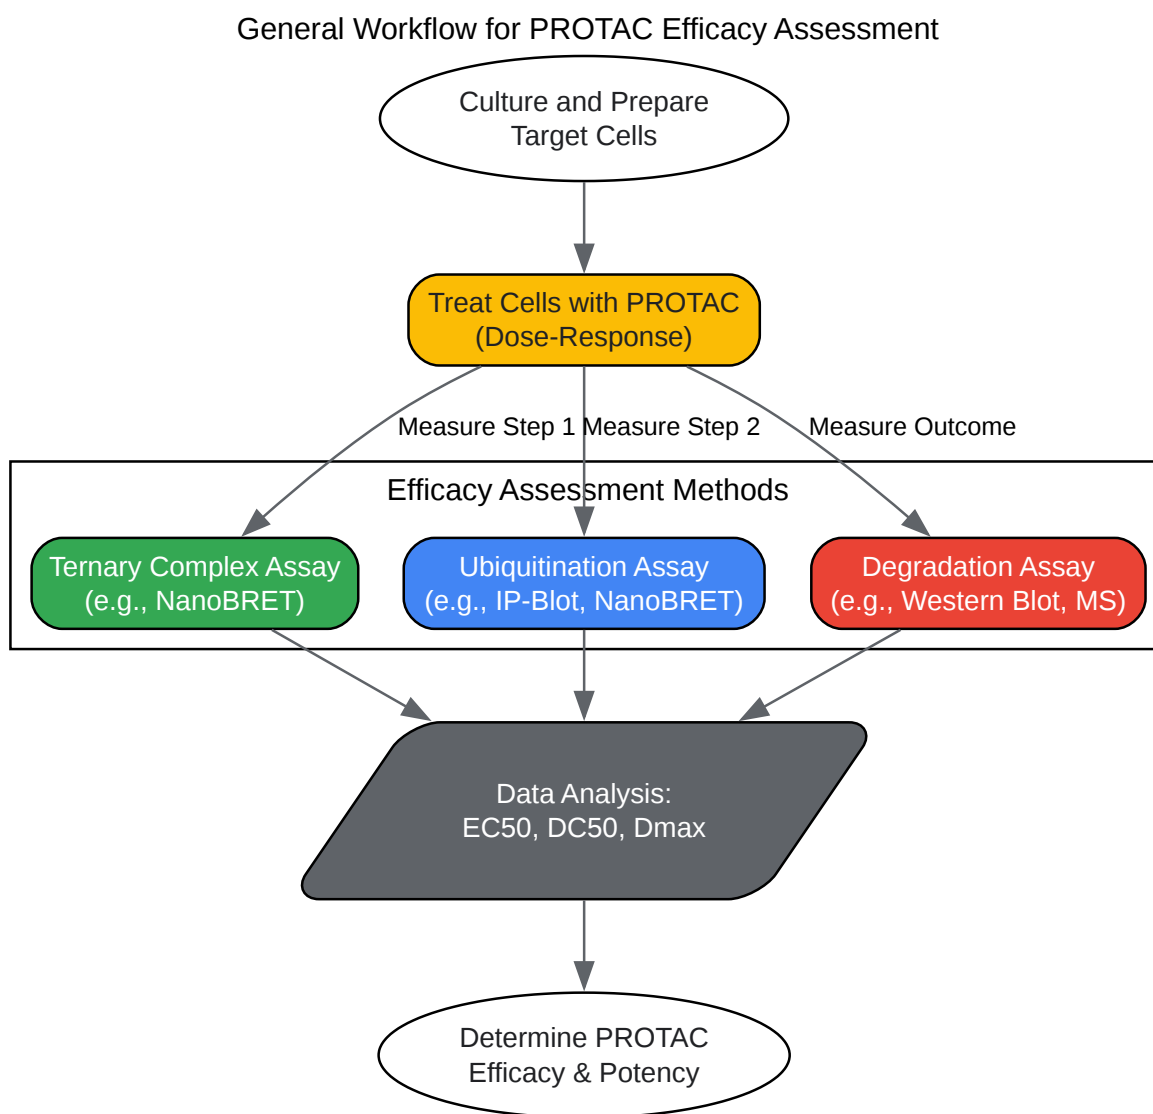 General Workflow for PROTAC Efficacy Assessment
Culture and Prepare
Target Cells
Treat Cells with PROTAC
(Dose-Response)
Measure Step 1
Measure Step 2
Measure Outcome
Efficacy Assessment Methods
Ternary Complex Assay
(e.g., NanoBRET)
Ubiquitination Assay
(e.g., IP-Blot, NanoBRET)
Degradation Assay
(e.g., Western Blot, MS)
Data Analysis:
EC50, DC50, Dmax
Determine PROTAC
Efficacy & Potency